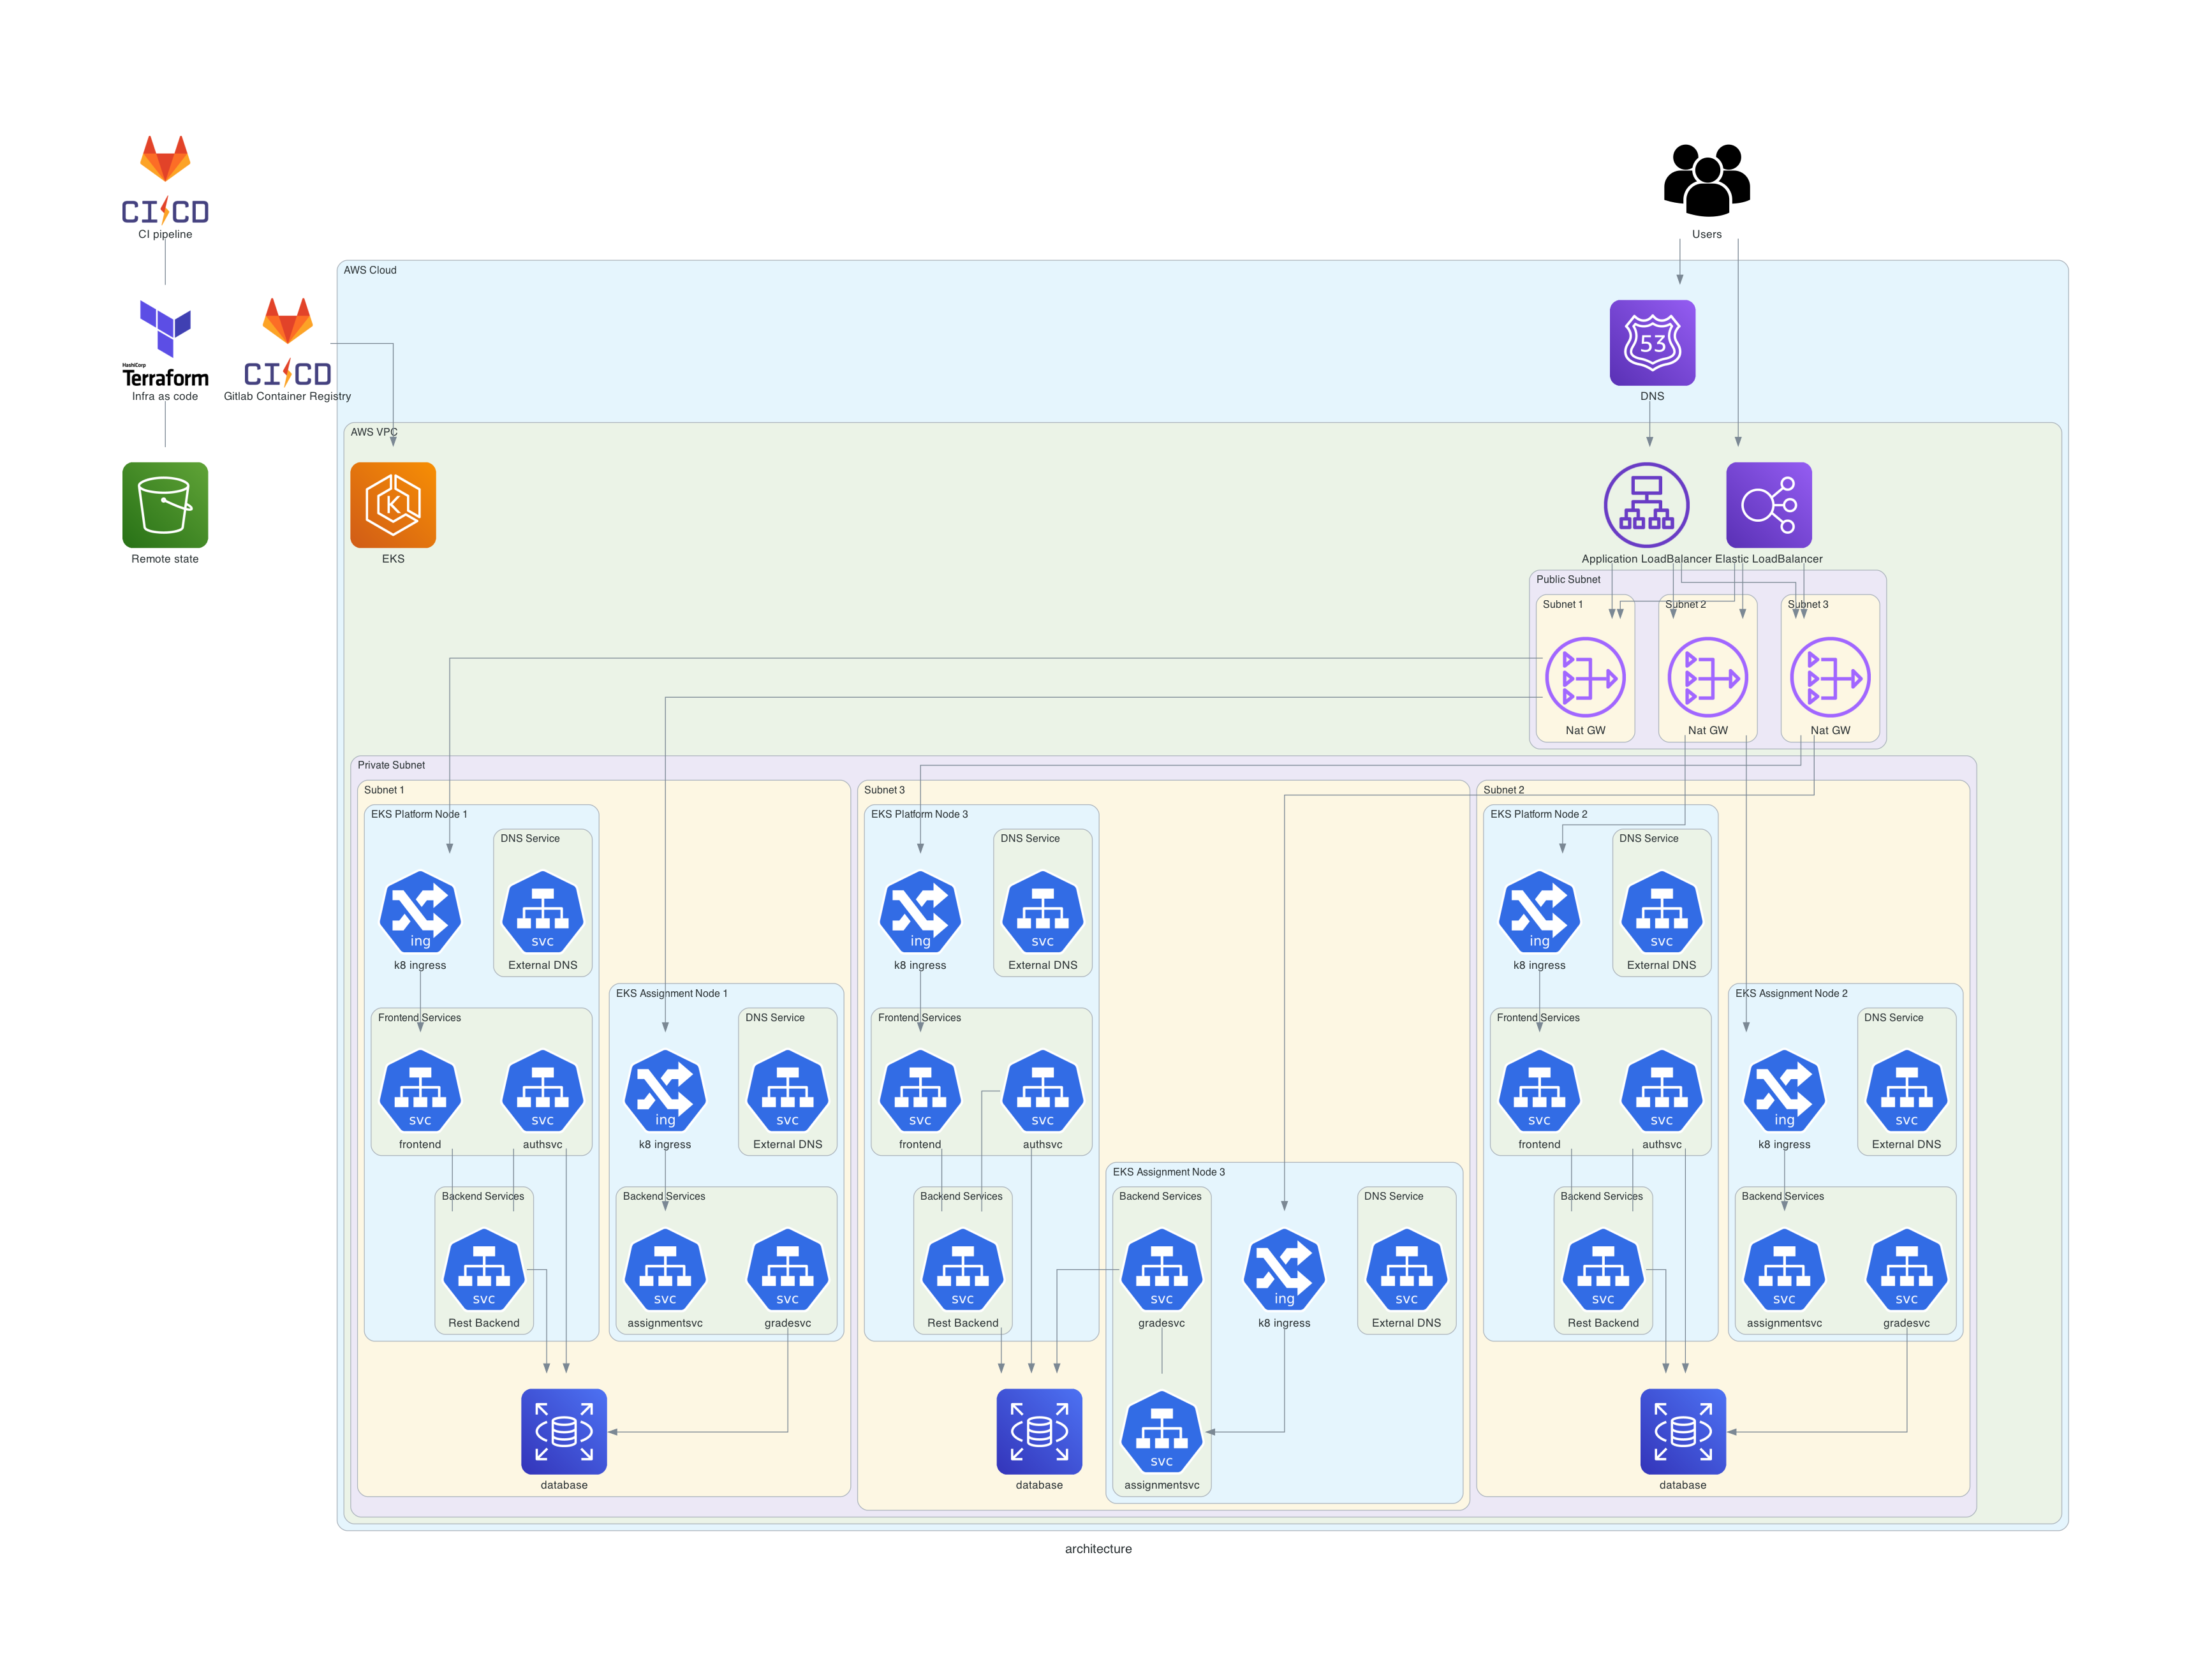 CI CD
CI pipeline
Users
AWS Cloud
HashiCorp
Terraform
Infra as code
CI CD
Gitlab Container Registry
53
DNS
AWS VPC
K
EKS
Remote state
Application LoadBalancer
Elastic LoadBalancer
Public Subnet
Subnet 1
Subnet 2
Subnet 3
Nat GW
Nat GW
Nat GW
Private Subnet
Subnet 1
EKS Platform Node 1
DNS Service
ing
k8 ingress
svc
External DNS
Frontend Services
svc
frontend
svc
authsvc
Backend Services
svc
Rest Backend
EKS Assignment Node 1
DNS Service
ing
k8 ingress
svc
External DNS
Backend Services
svc
assignmentsvc
svc
gradesvc
database
Subnet 3
EKS Platform Node 3
DNS Service
ing
k8 ingress
svc
External DNS
Frontend Services
svc
frontend
svc
authsvc
Backend Services
svc
Rest Backend
EKS Assignment Node 3
Backend Services
svc
gradesvc
ing
k8 ingress
DNS Service
svc
External DNS
svc
assignmentsvc
database
Subnet 2
EKS Platform Node 2
DNS Service
ing
k8 ingress
svc
External DNS
Frontend Services
svc
frontend
svc
authsvc
Backend Services
svc
Rest Backend
EKS Assignment Node 2
DNS Service
ing
k8 ingress
svc
External DNS
Backend Services
svc
assignmentsvc
svc
gradesvc
database
architecture